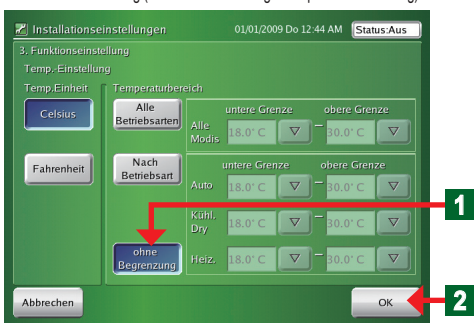 Installationseinstellungen 01/01/2009 Do 12:44 AM Status:Aus
3. Funktionseinstellung
Temp.-Einstellung
Temp.Einheit Temperaturbereich
Celsius
Fahrenheit
Alle
Betriebsarten
untere Grenze obere Grenze
Alle
Modis 18.0°C – 30.0°C
Nach
Betriebsart
untere Grenze obere Grenze
Auto 18.0°C – 30.0°C
Kühl.
Dry 18.0°C – 30.0°C
ohne
Begrenzung
Heiz. 18.0°C – 30.0°C
1
Abbrechen OK
2